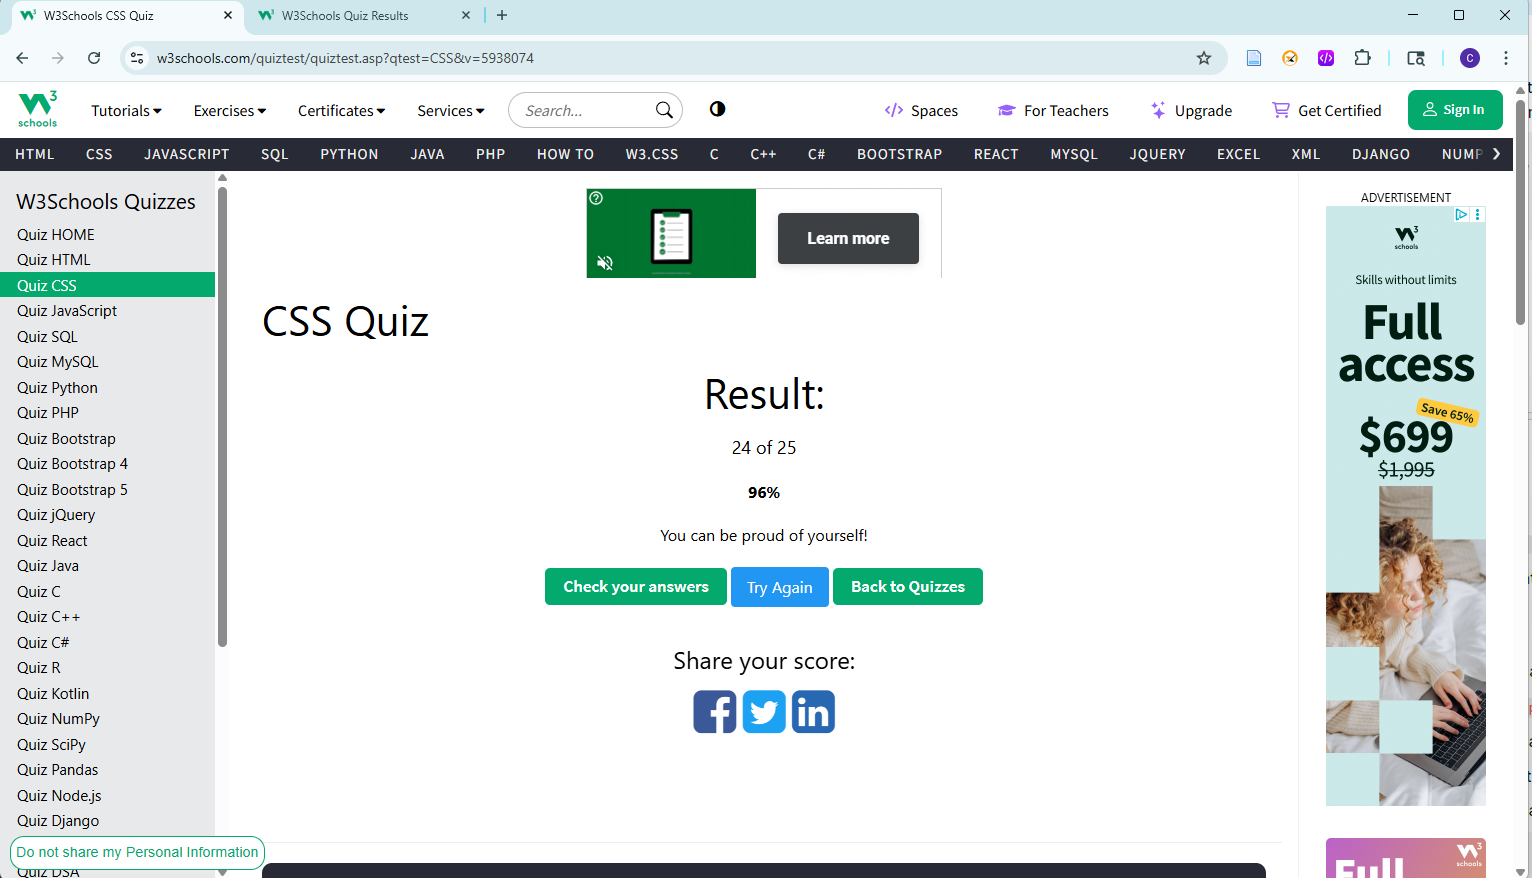 W3Schools CSS Quiz
W3Schools Quiz Results
w3schools.com/quiztest/quiztest.asp?qtest=CSS&v=5938074
C
3
schools
Tutorials
Exercises
Certificates
Services
Search...
Spaces
For Teachers
Upgrade
Get Certified
Sign In
HTML CSS JAVASCRIPT SQL PYTHON JAVA PHP HOW TO W3.CSS C C++ C# BOOTSTRAP REACT MYSQL JQUERY EXCEL XML DJANGO NUMP
W3Schools Quizzes
Quiz HOME
Quiz HTML
Quiz CSS
Quiz JavaScript
Quiz SQL
Quiz MySQL
Quiz Python
Quiz PHP
Quiz Bootstrap
Quiz Bootstrap 4
Quiz Bootstrap 5
Quiz jQuery
Quiz React
Quiz Java
Quiz C
Quiz C++
Quiz C#
Quiz R
Quiz Kotlin
Quiz NumPy
Quiz SciPy
Quiz Pandas
Quiz Node.js
Quiz Django
Do not share my Personal Information
Quiz DSA
Learn more
CSS Quiz
Result:
24 of 25
96%
You can be proud of yourself!
Check your answers
Try Again
Back to Quizzes
Share your score:
ADVERTISEMENT
W3
schools
Skills without limits
Full
access
Save 65%
$699
$1,995
W3
schools
Full